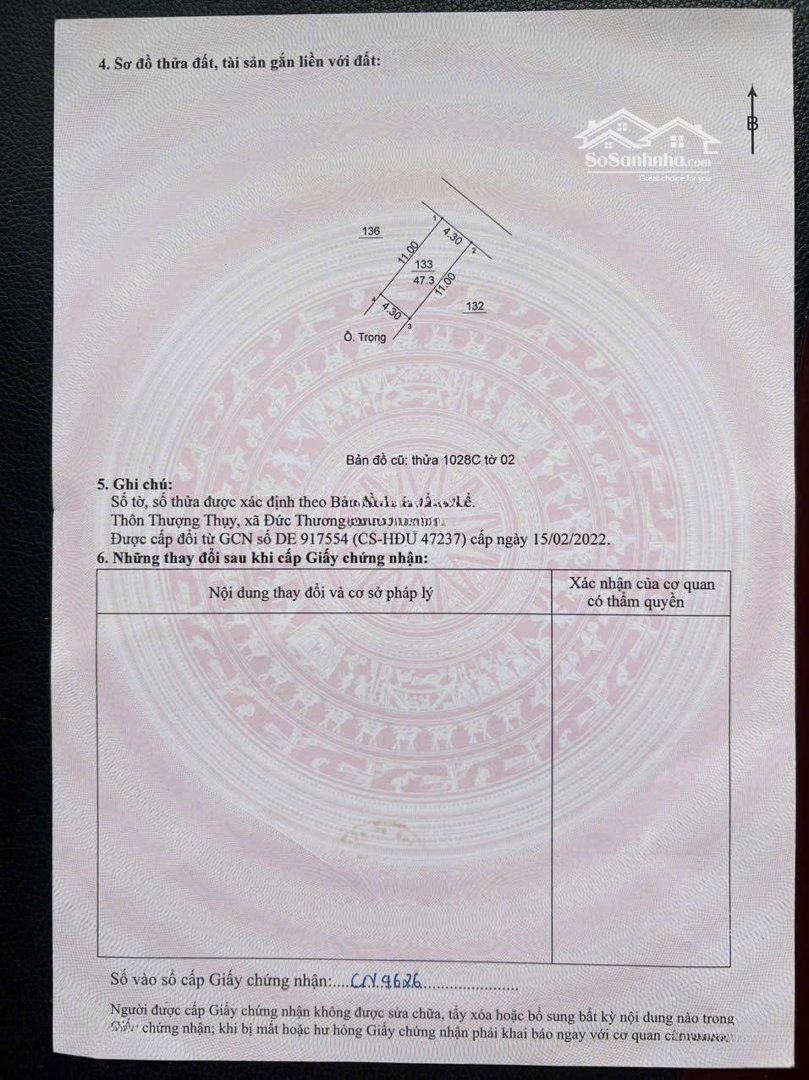 4. Sơ đồ thửa đất, tài sản gắn liền với đất:
B
SoSanhnha.com
Great choice for you
136
1
4.30
2
11.00
133
47.3
11.00
132
4
4.30
3
Ô. Trọng
Bản đồ cũ: thửa 1028C tờ 02
5. Ghi chú:
Số tờ, số thửa được xác định theo Bản
Thôn Thượng Thụy, xã Đức Thượng
Được cấp đổi từ GCN số DE 917554 (CS-HĐU 47237) cấp ngày 15/02/2022.
6. Những thay đổi sau khi cấp Giấy chứng nhận:
Nội dung thay đổi và cơ sở pháp lý
Xác nhận của cơ quan
có thẩm quyền
Số vào sổ cấp Giấy chứng nhận:....CN.9626........................
Người được cấp Giấy chứng nhận không được sửa chữa, tẩy xóa hoặc bổ sung bất kỳ nội dung nào trong
Giấy chứng nhận; khi bị mất hoặc hư hỏng Giấy chứng nhận phải khai báo ngay với cơ quan